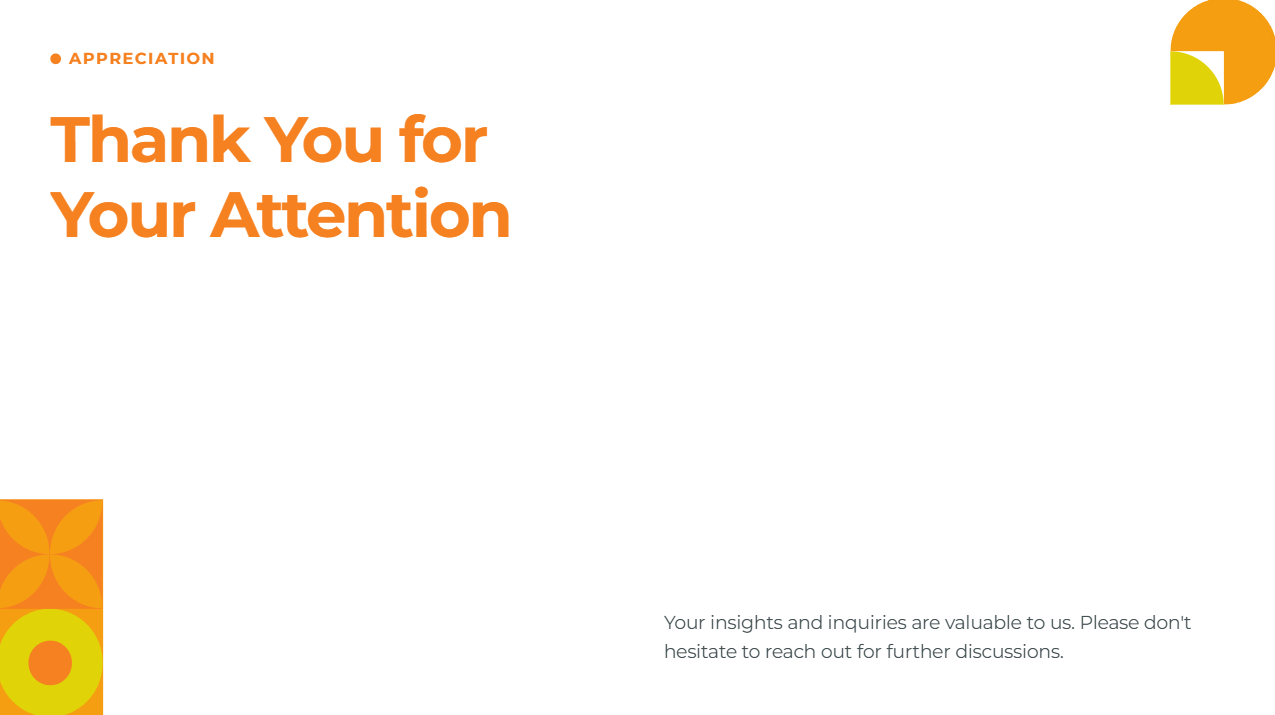 APPRECIATION
Thank You for
Your Attention
Your insights and inquiries are valuable to us. Please don't
hesitate to reach out for further discussions.